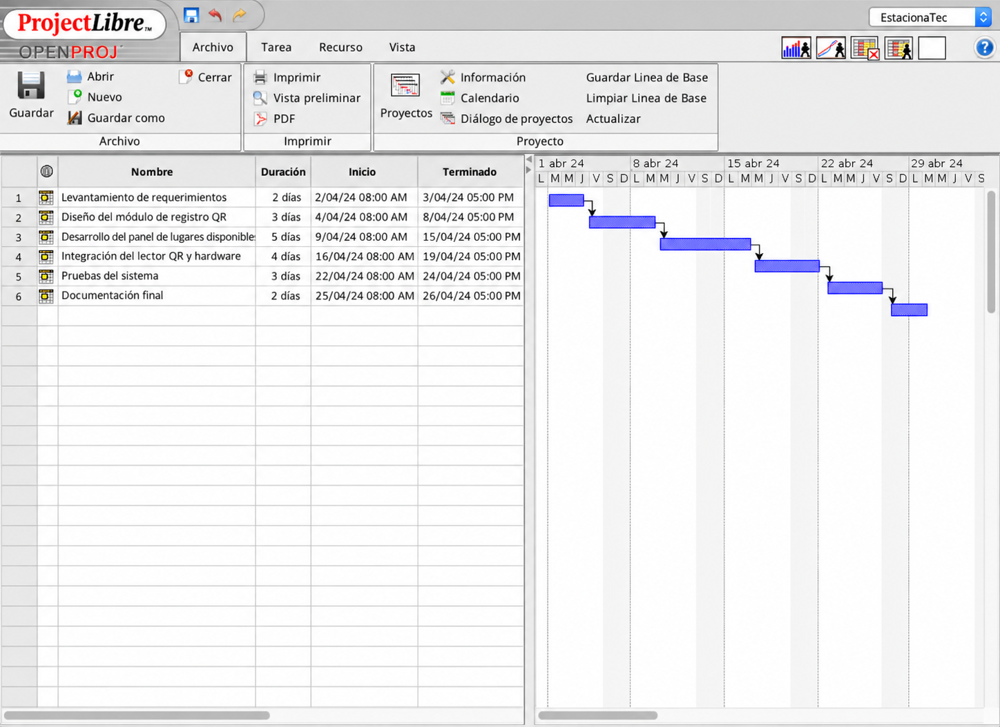 ProjectLibre™
EstacionaTec
OPENPROJ
Archivo Tarea Recurso Vista
Guardar
Abrir
Nuevo
Guardar como
Cerrar
Archivo
Imprimir
Vista preliminar
PDF
Imprimir
Proyectos
Información
Calendario
Diálogo de proyectos
Guardar Linea de Base
Limpiar Linea de Base
Actualizar
Proyecto
Nombre Duración Inicio Terminado
1 Levantamiento de requerimientos 2 días 2/04/24 08:00 AM 3/04/24 05:00 PM
2 Diseño del módulo de registro QR 3 días 4/04/24 08:00 AM 8/04/24 05:00 PM
3 Desarrollo del panel de lugares disponibles 5 días 9/04/24 08:00 AM 15/04/24 05:00 PM
4 Integración del lector QR y hardware 4 días 16/04/24 08:00 AM 19/04/24 05:00 PM
5 Pruebas del sistema 3 días 22/04/24 08:00 AM 24/04/24 05:00 PM
6 Documentación final 2 días 25/04/24 08:00 AM 26/04/24 05:00 PM
1 abr 24 8 abr 24 15 abr 24 22 abr 24 29 abr 24
L M M J V S D L M M J V S D L M M J V S D L M M J V S D L M M J V S